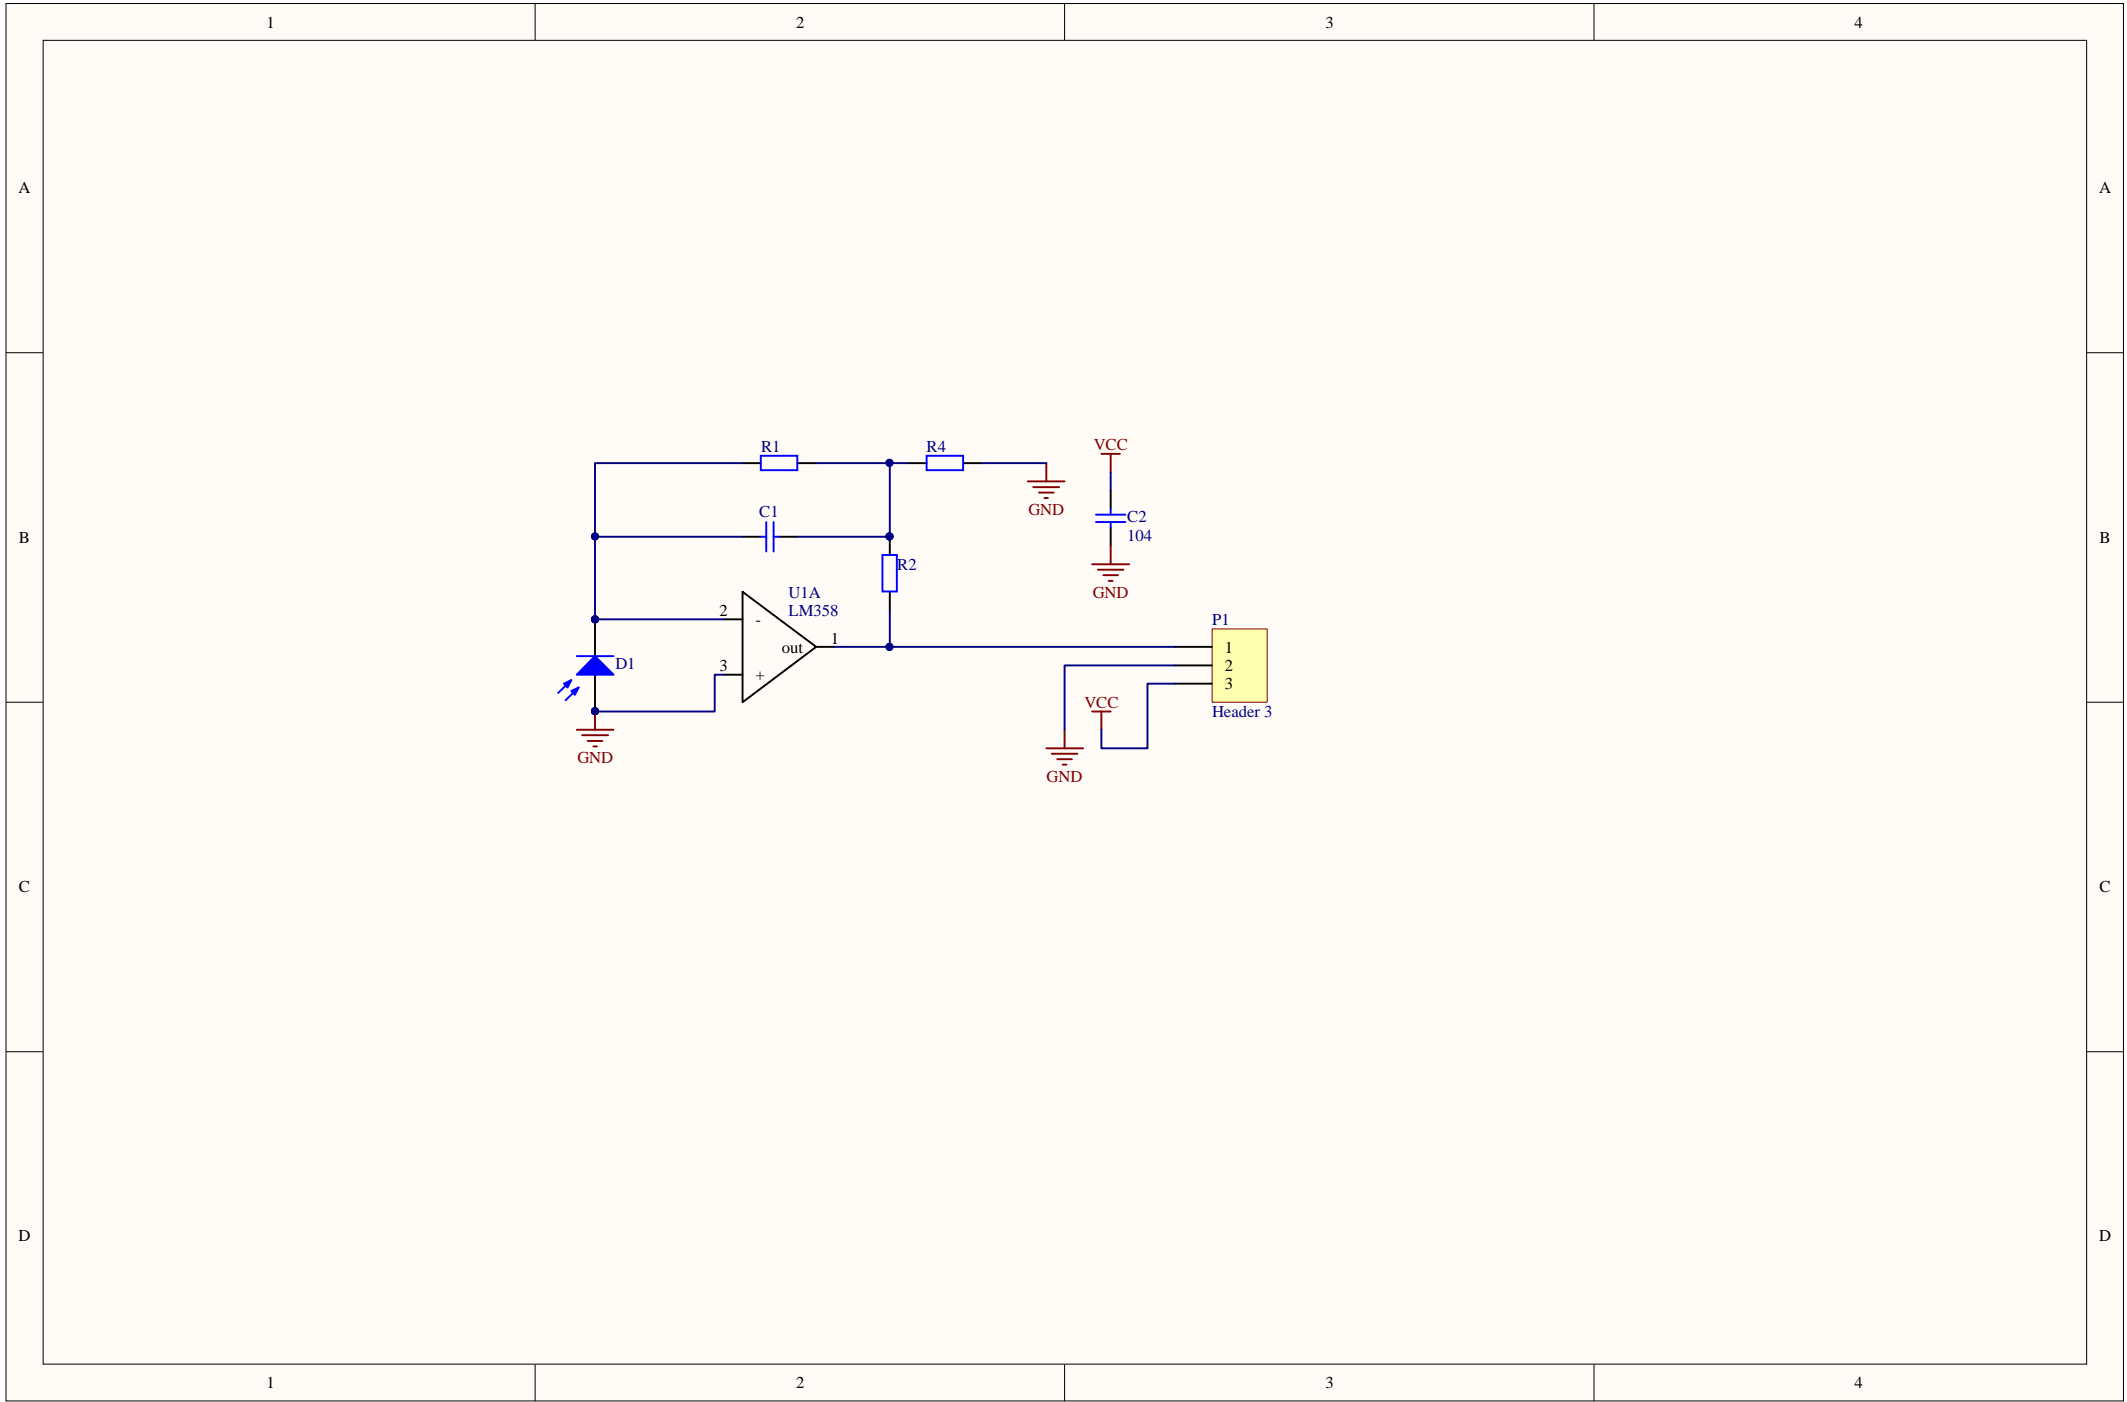 1 2 3 4
A A
R1 R4 VCC
GND
C1
C2
B B
104
R2
GND
U1A
LM358
2
-
P1
out 1
1
D1 3
+
2
3
VCC
Header 3
GND
GND
C C
D D
1 2 3 4